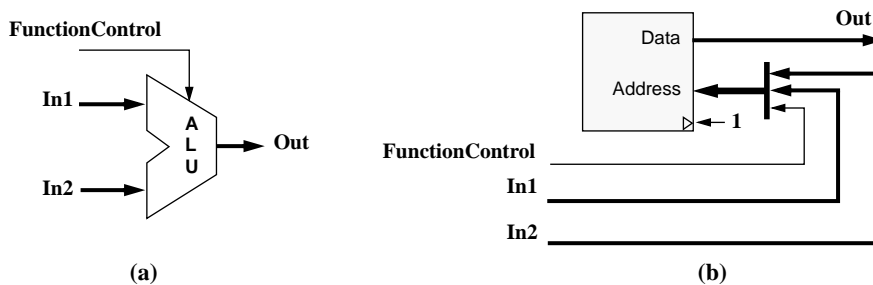 FunctionControl
In1
In2
A
L
U
Out
(a)
Data
Address
1
Out
FunctionControl
In1
In2
(b)